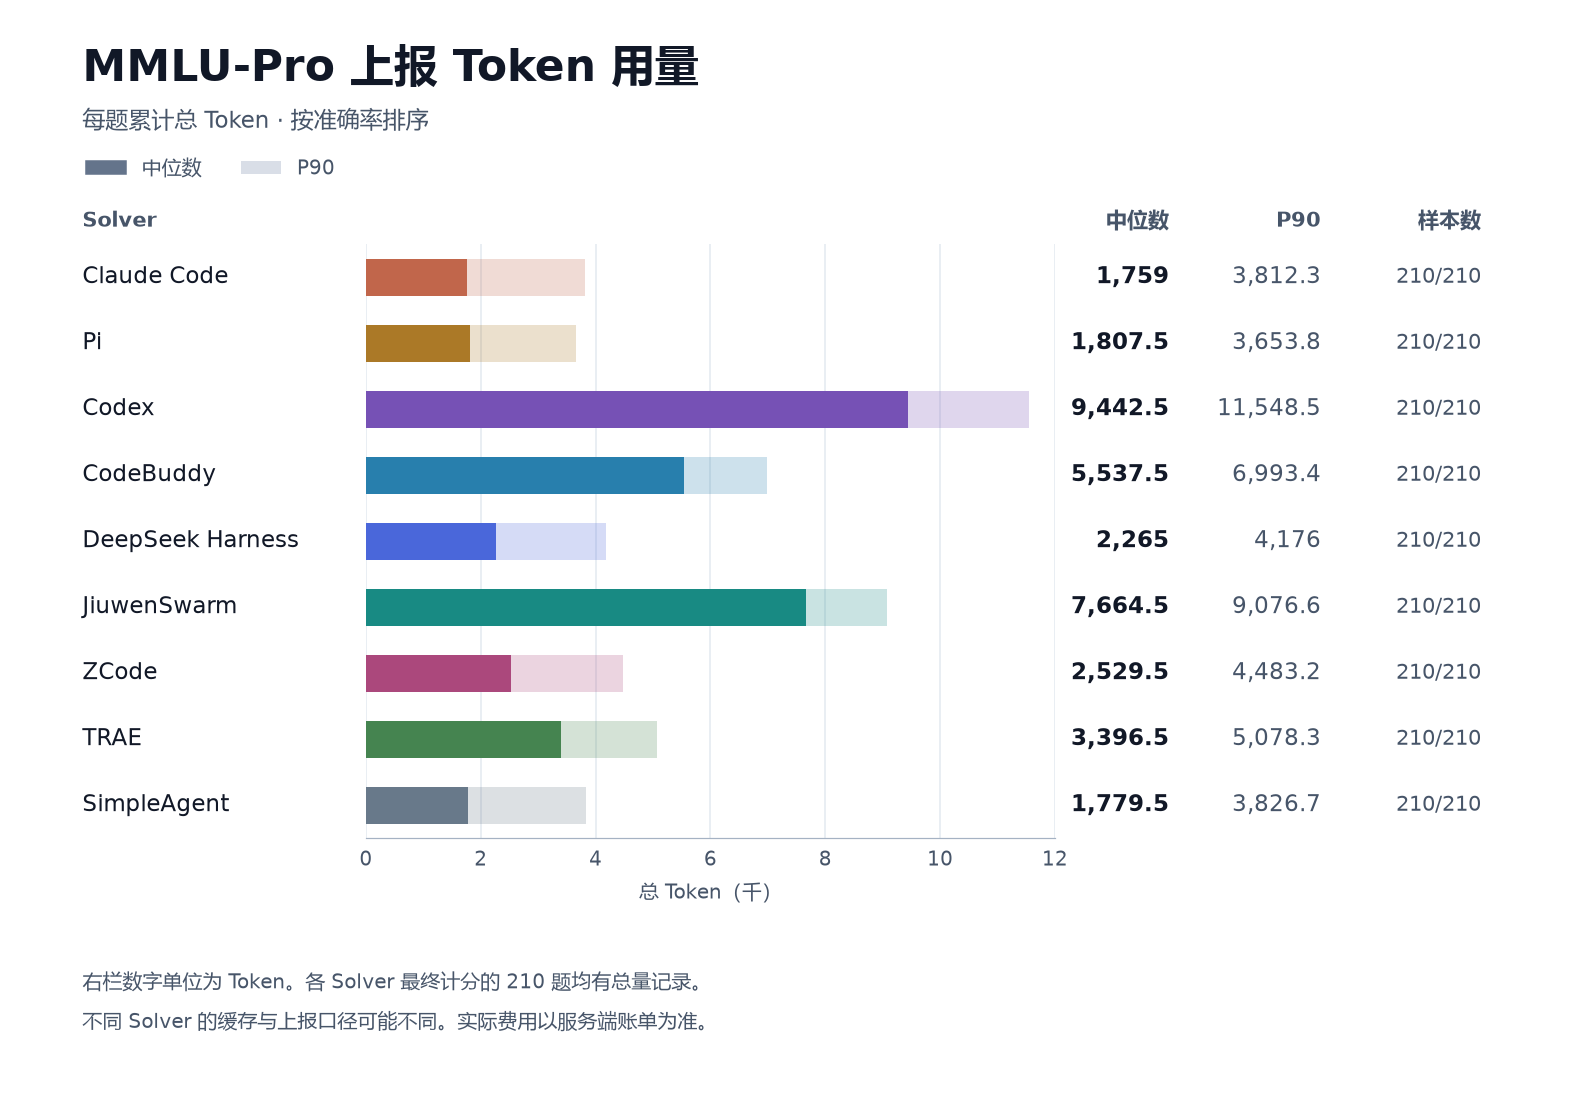 MMLU-Pro 上报 Token 用量
每题累计总 Token · 按准确率排序
中位数 P90
Solver 中位数 P90 样本数
Claude Code 1,759 3,812.3 210/210
Pi 1,807.5 3,653.8 210/210
Codex 9,442.5 11,548.5 210/210
CodeBuddy 5,537.5 6,993.4 210/210
DeepSeek Harness 2,265 4,176 210/210
JiuwenSwarm 7,664.5 9,076.6 210/210
ZCode 2,529.5 4,483.2 210/210
TRAE 3,396.5 5,078.3 210/210
SimpleAgent 1,779.5 3,826.7 210/210
0 2 4 6 8 10 12
总 Token（千）
右栏数字单位为 Token。各 Solver 最终计分的 210 题均有总量记录。
不同 Solver 的缓存与上报口径可能不同。实际费用以服务端账单为准。